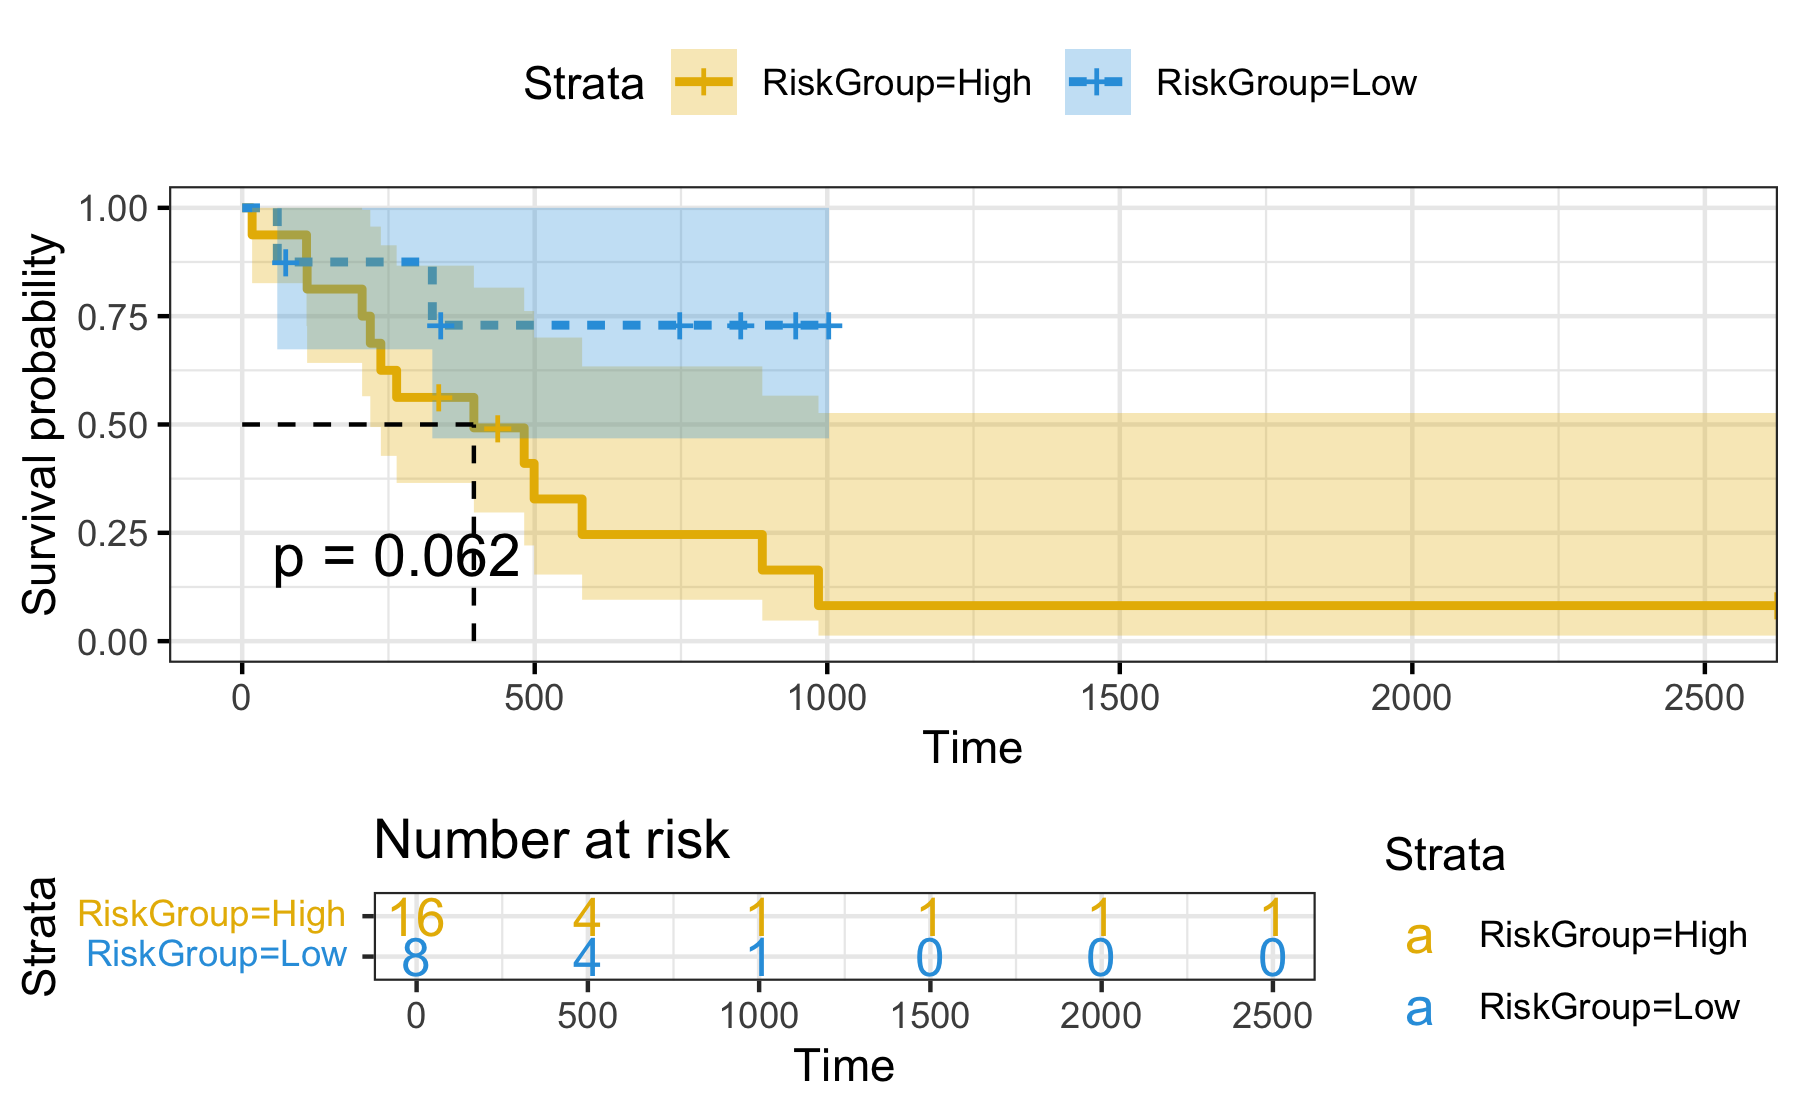 Strata RiskGroup=High RiskGroup=Low
Survival probability
1.00
0.75
0.50
0.25
0.00
p = 0.062
0 500 1000 1500 2000 2500
Time
Number at risk
Strata
RiskGroup=High 16 4 1 1 1 1
RiskGroup=Low 8 4 1 0 0 0
0 500 1000 1500 2000 2500
Time
Strata
a RiskGroup=High
a RiskGroup=Low